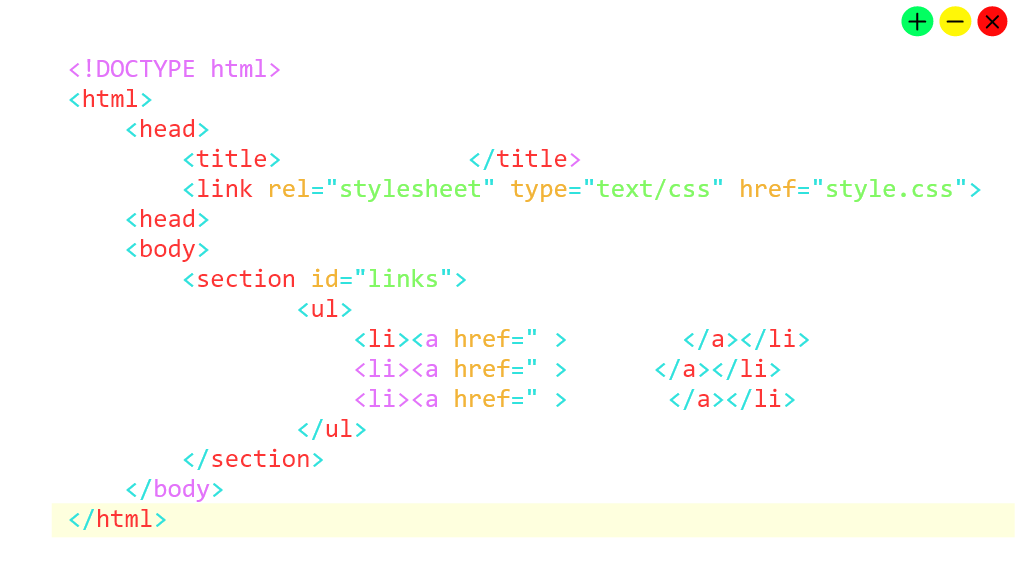 <!DOCTYPE html>
<html>
    <head>
        <title>             </title>
        <link rel="stylesheet" type="text/css" href="style.css">
    <head>
    <body>
        <section id="links">
                <ul>
                    <li><a href=" >        </a></li>
                    <li><a href=" >      </a></li>
                    <li><a href=" >       </a></li>
                </ul>
        </section>
    </body>
</html>